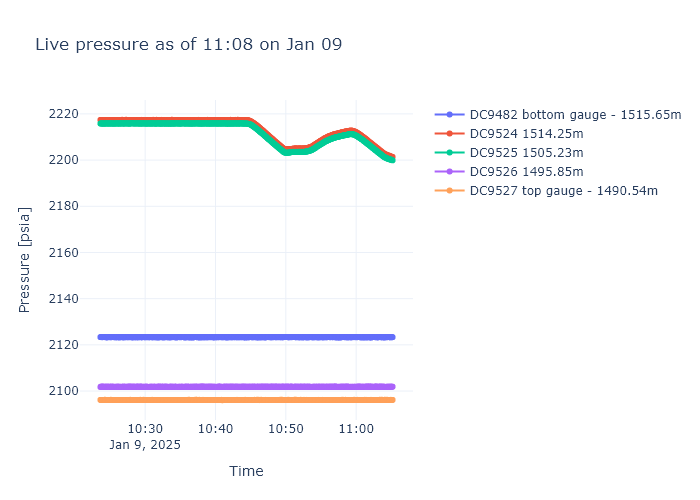 Live pressure as of 11:08 on Jan 09
DC9482 bottom gauge - 1515.65m
DC9524 1514.25m
DC9525 1505.23m
DC9526 1495.85m
DC9527 top gauge - 1490.54m
Pressure [psia]
2220
2200
2180
2160
2140
2120
2100
10:30
10:40
10:50
11:00
Jan 9, 2025
Time